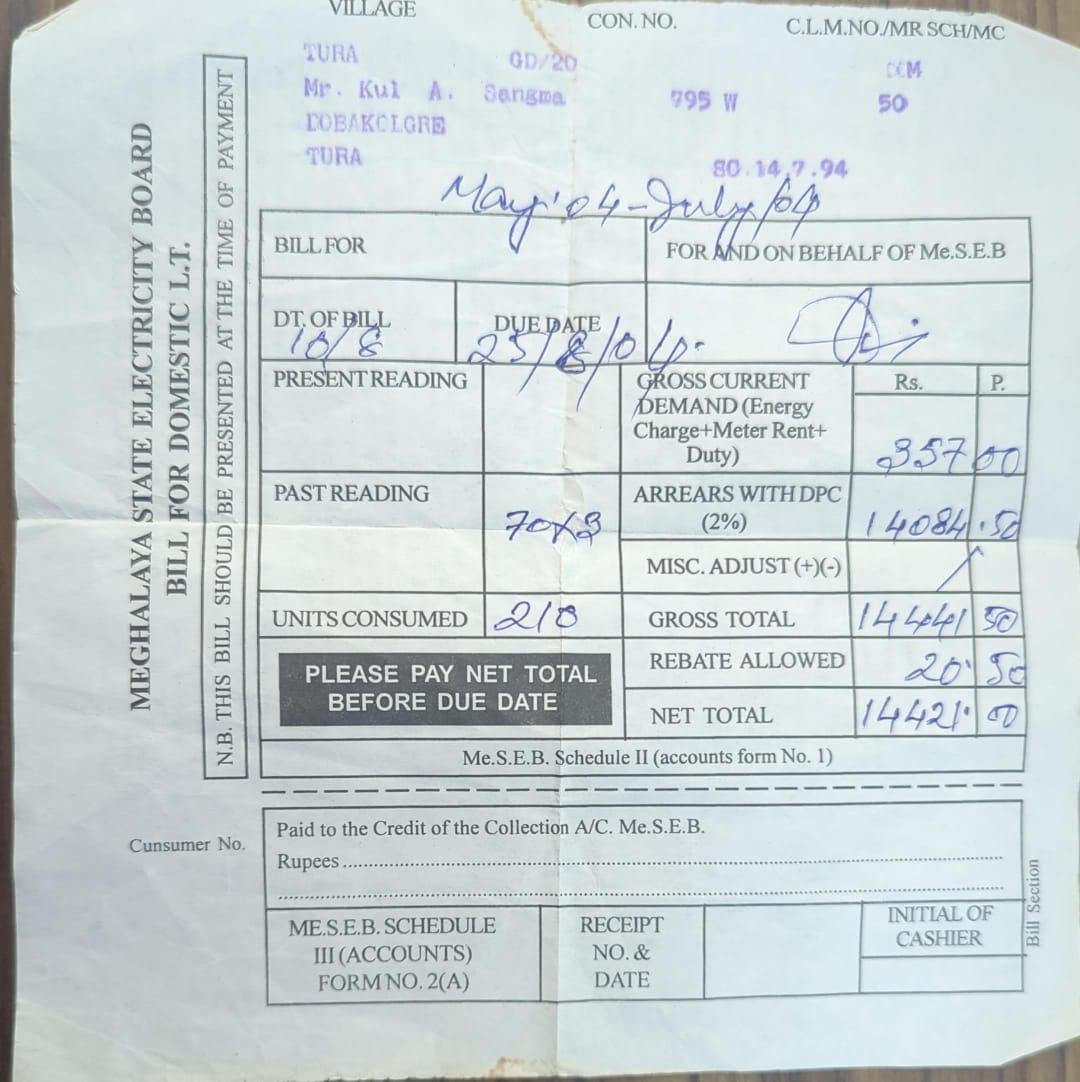 VILLAGE CON. NO. C.L.M.NO./MR SCH/MC
TURA GD/20 CCM
Mr. Kul A. Sangma 795 W 50
DOBAKOLGRE
TURA 80.14.7.94
May'04-July/04
MEGHALAYA STATE ELECTRICITY BOARD
BILL FOR DOMESTIC L.T.
N.B. THIS BILL SHOULD BE PRESENTED AT THE TIME OF PAYMENT
BILL FOR FOR AND ON BEHALF OF Me.S.E.B
DT. OF BILL DUE DATE
10/8 25/8/04.
PRESENT READING GROSS CURRENT Rs. P.
DEMAND (Energy
Charge+Meter Rent+
Duty) 357 00
PAST READING ARREARS WITH DPC
70x3 (2%) 14084.50
MISC. ADJUST (+)(-) /
UNITS CONSUMED 210 GROSS TOTAL 14441 50
PLEASE PAY NET TOTAL REBATE ALLOWED 20. 50
BEFORE DUE DATE NET TOTAL 14421. 00
Me.S.E.B. Schedule II (accounts form No. 1)
Cunsumer No.
Paid to the Credit of the Collection A/C. Me.S.E.B.
Rupees
ME.S.E.B. SCHEDULE RECEIPT INITIAL OF
III (ACCOUNTS) NO. & CASHIER
FORM NO. 2(A) DATE
Bill Section